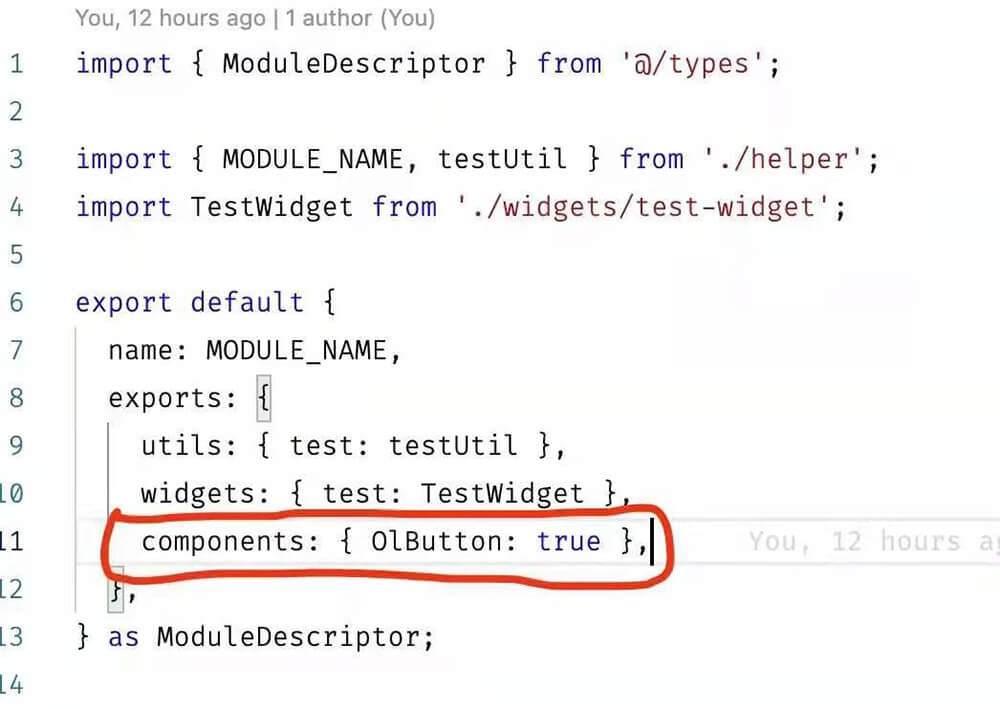 You, 12 hours ago | 1 author (You)
1 import { ModuleDescriptor } from '@/types';
2
3 import { MODULE_NAME, testUtil } from './helper';
4 import TestWidget from './widgets/test-widget';
5
6 export default {
7 name: MODULE_NAME,
8 exports: {
9 utils: { test: testUtil },
10 widgets: { test: TestWidget },
11 components: { OlButton: true }, You, 12 hours ag
12 },
13 } as ModuleDescriptor;
14